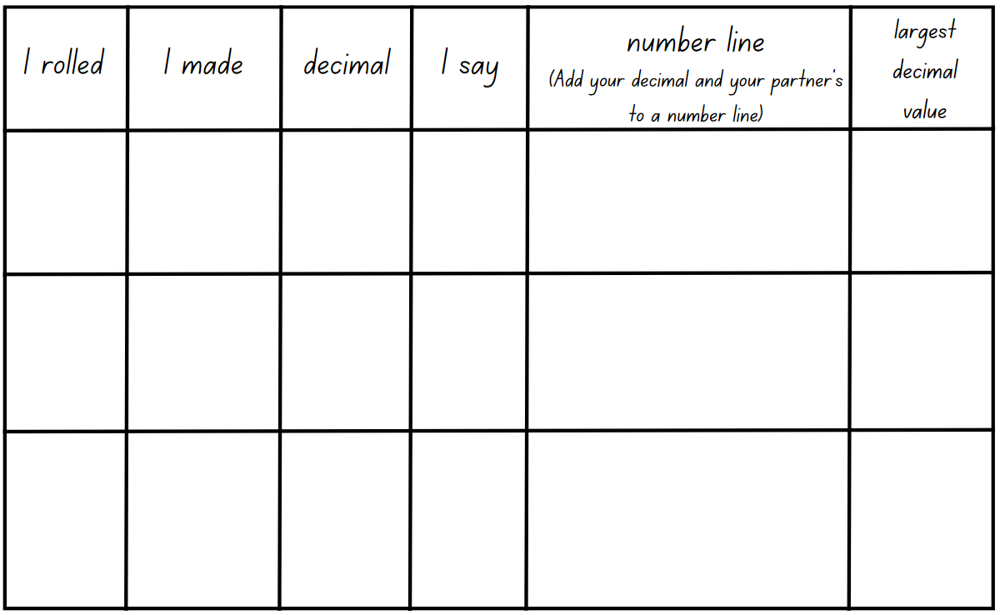 I rolled
I made
decimal
I say
number line
(Add your decimal and your partner's
to a number line)
largest
decimal
value